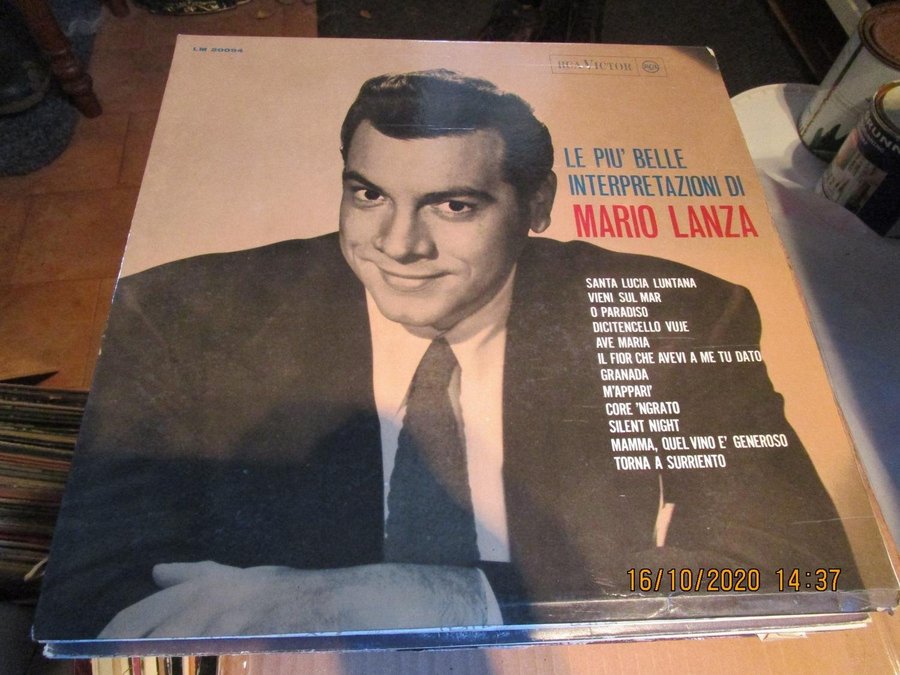 LM 20094
RCA VICTOR
RCA
LE PIU' BELLE
INTERPRETAZIONI DI
MARIO LANZA
SANTA LUCIA LUNTANA
VIENI SUL MAR
O PARADISO
DICITENCELLO VUJE
AVE MARIA
IL FIOR CHE AVEVI A ME TU DATO
GRANADA
M'APPARI'
CORE 'NGRATO
SILENT NIGHT
MAMMA, QUEL VINO E' GENEROSO
TORNA A SURRIENTO
16/10/2020 14:37